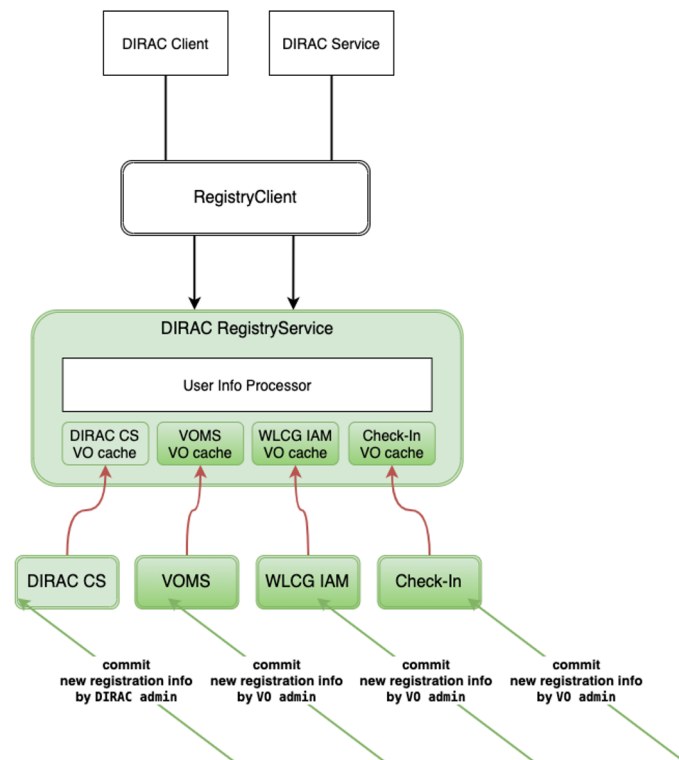 DIRAC Client
DIRAC Service
RegistryClient
DIRAC RegistryService
User Info Processor
DIRAC CS
VO cache
VOMS
VO cache
WLCG IAM
VO cache
Check-In
VO cache
DIRAC CS
VOMS
WLCG IAM
Check-In
commit
new registration info
by DIRAC admin
commit
new registration info
by VO admin
commit
new registration info
by VO admin
commit
new registration info
by VO admin